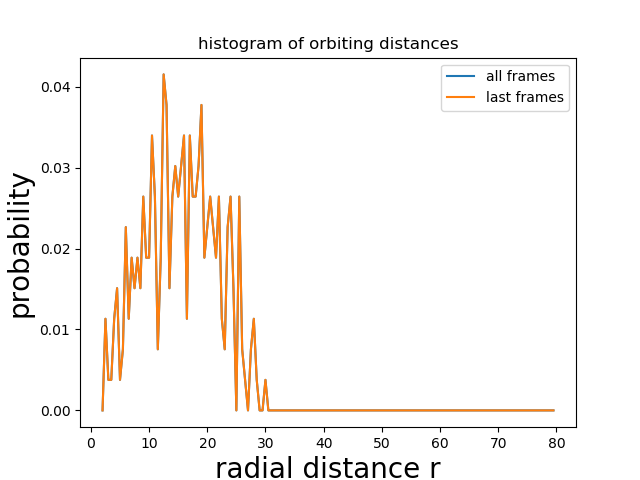 histogram of orbiting distances
all frames
last frames
0.04
0.03
0.02
0.01
0.00
probability
0 10 20 30 40 50 60 70 80
radial distance r